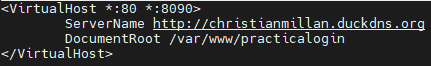 <VirtualHost *:80 *:8090>
ServerName http://christianmillan.duckdns.org
DocumentRoot /var/www/practicalogin
</VirtualHost>